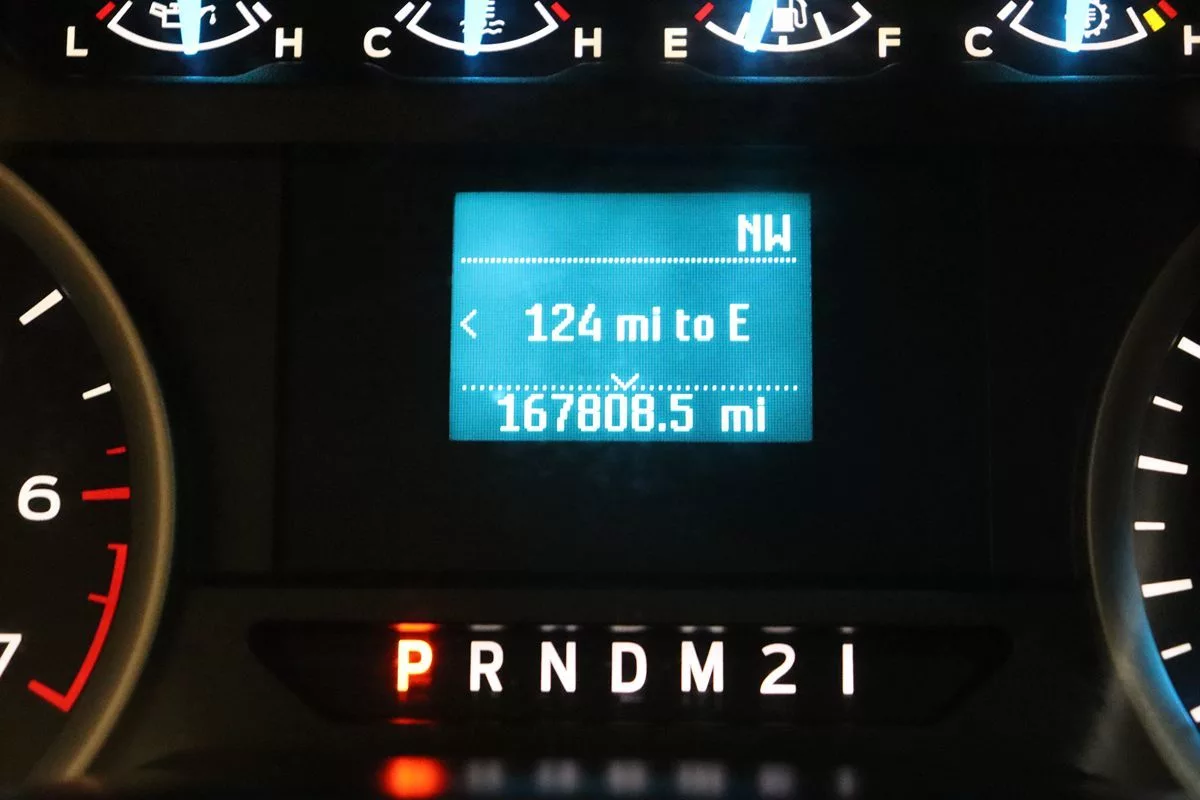 L H C H E F C H
NW
< 124 mi to E
167808.5 mi
6
7
P R N D M 2 1